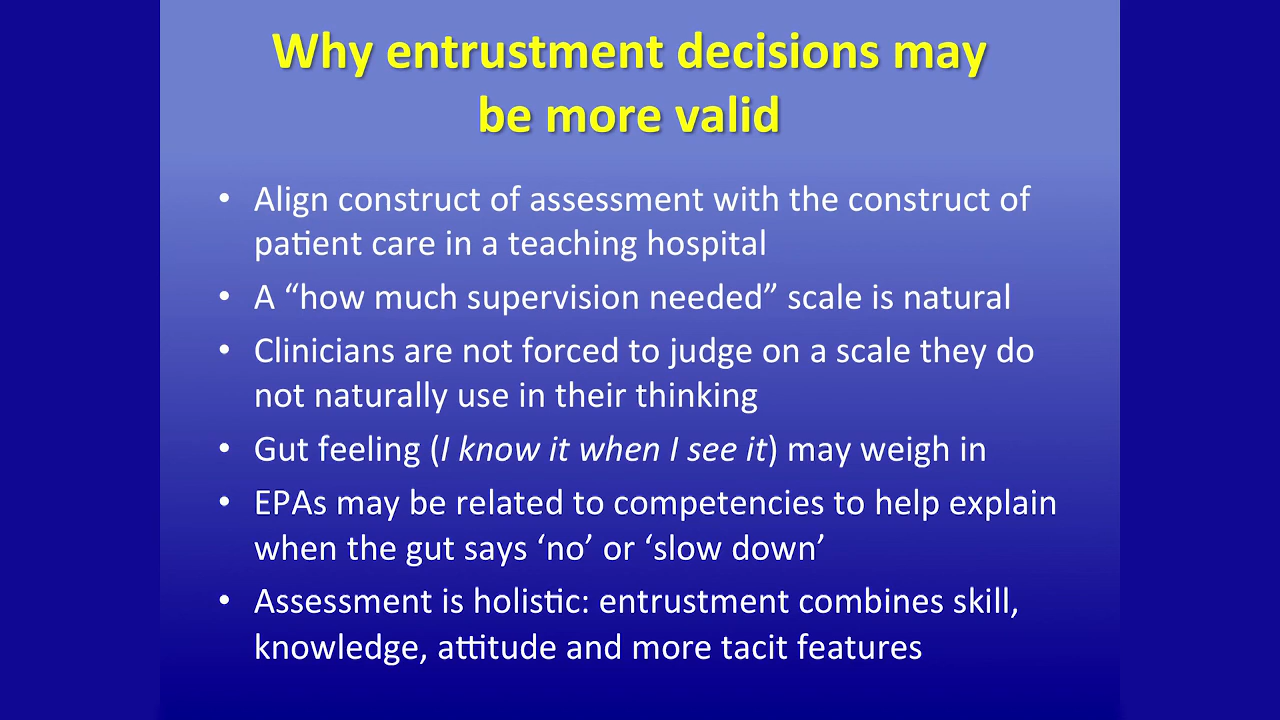 Why entrustment decisions may
be more valid
• Align construct of assessment with the construct of
patient care in a teaching hospital
• A “how much supervision needed” scale is natural
• Clinicians are not forced to judge on a scale they do
not naturally use in their thinking
• Gut feeling (I know it when I see it) may weigh in
• EPAs may be related to competencies to help explain
when the gut says ‘no’ or ‘slow down’
• Assessment is holistic: entrustment combines skill,
knowledge, attitude and more tacit features